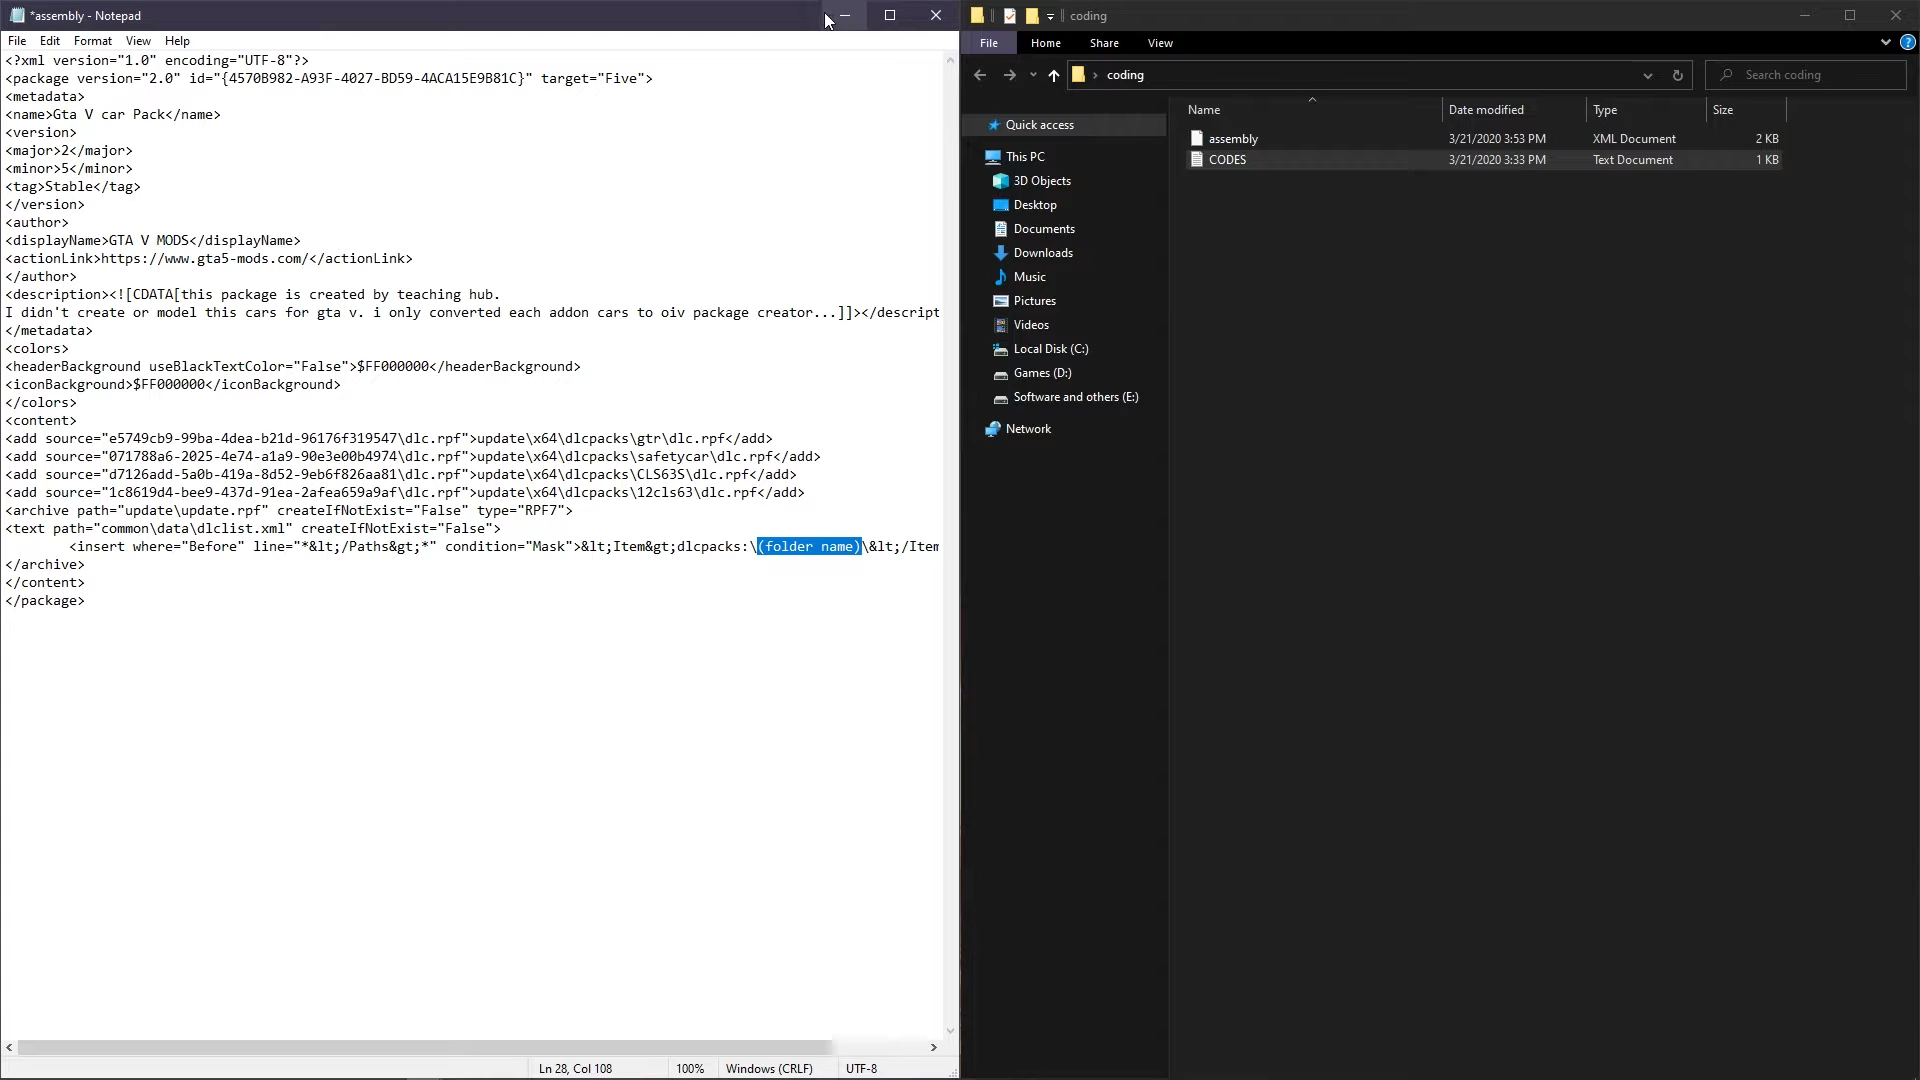 *assembly - Notepad
File Edit Format View Help
<?xml version="1.0" encoding="UTF-8"?>
<package version="2.0" id="{4570B982-A93F-4027-BD59-4ACA15E9B81C}" target="Five">
<metadata>
<name>Gta V car Pack</name>
<version>
<major>2</major>
<minor>5</minor>
<tag>Stable</tag>
</version>
<author>
<displayName>GTA V MODS</displayName>
<actionLink>https://www.gta5-mods.com/</actionLink>
</author>
<description><![CDATA[this package is created by teaching hub.
I didn't create or model this cars for gta v. i only converted each addon cars to oiv package creator...]]></descript
</metadata>
<colors>
<headerBackground useBlackTextColor="False">$FF000000</headerBackground>
<iconBackground>$FF000000</iconBackground>
</colors>
<content>
<add source="e5749cb9-99ba-4dea-b21d-96176f319547\dlc.rpf">update\x64\dlcpacks\gtr\dlc.rpf</add>
<add source="071788a6-2025-4e74-a1a9-90e3e00b4974\dlc.rpf">update\x64\dlcpacks\safetycar\dlc.rpf</add>
<add source="d7126add-5a0b-419a-8d52-9eb6f826aa81\dlc.rpf">update\x64\dlcpacks\CLS63S\dlc.rpf</add>
<add source="1c8619d4-bee9-437d-91ea-2afea659a9af\dlc.rpf">update\x64\dlcpacks\12cls63\dlc.rpf</add>
<archive path="update\update.rpf" createIfNotExist="False" type="RPF7">
<text path="common\data\dlclist.xml" createIfNotExist="False">
<insert where="Before" line="*&lt;/Paths&gt;*" condition="Mask">&lt;Item&gt;dlcpacks:\(folder name)\&lt;/Item
</archive>
</content>
</package>
Ln 28, Col 108 100% Windows (CRLF) UTF-8
coding
File Home Share View
coding
Search coding
Name Date modified Type Size
assembly 3/21/2020 3:53 PM XML Document 2 KB
CODES 3/21/2020 3:33 PM Text Document 1 KB
Quick access
This PC
3D Objects
Desktop
Documents
Downloads
Music
Pictures
Videos
Local Disk (C:)
Games (D:)
Software and others (E:)
Network